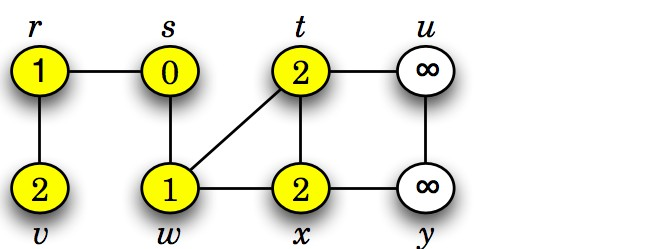 r s t u
1 0 2 ∞
2 1 2 ∞
v w x y